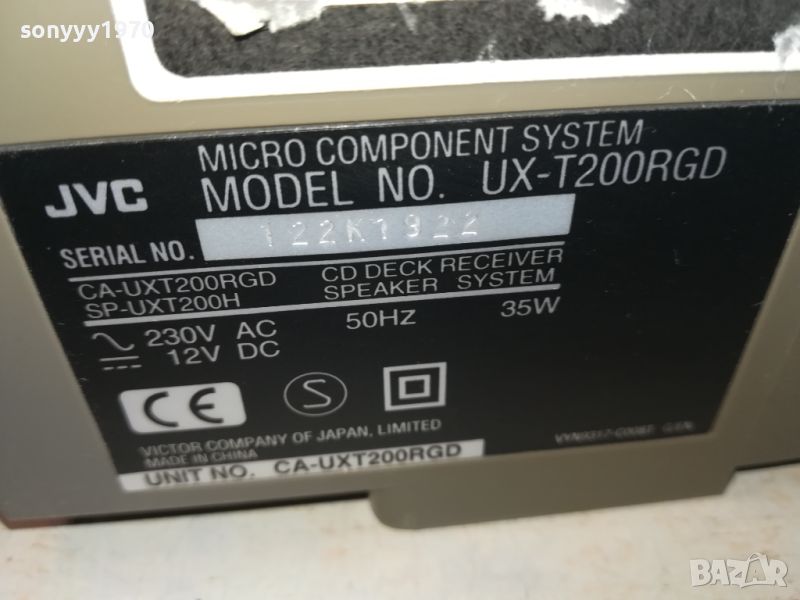 sonyyy1970
MICRO COMPONENT SYSTEM
JVC MODEL NO. UX-T200RGD
SERIAL NO. 122K1922
CA-UXT200RGD CD DECK RECEIVER
SP-UXT200H SPEAKER SYSTEM
230V AC 50HZ 35W
12V DC
CE S
VICTOR COMPANY OF JAPAN, LIMITED
MADE IN CHINA
UNIT NO. CA-UXT200RGD
BAZAR